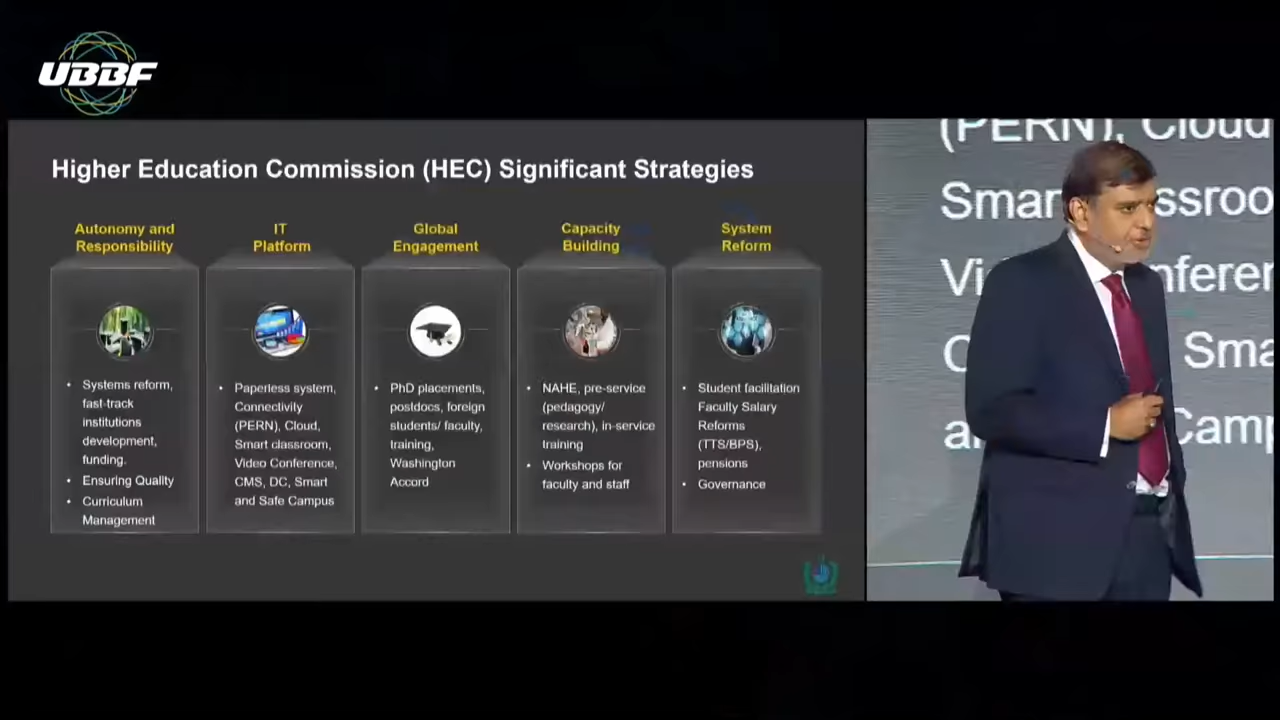 UBBF
Higher Education Commission (HEC) Significant Strategies
Autonomy and
Responsibility
• Systems reform,
fast-track
institutions
development,
funding.
• Ensuring Quality
• Curriculum
Management
IT
Platform
• Paperless system,
Connectivity
(PERN), Cloud,
Smart classroom,
Video Conference,
CMS, DC, Smart
and Safe Campus
Global
Engagement
• PhD placements,
postdocs, foreign
students/ faculty,
training,
Washington
Accord
Capacity
Building
• NAHE, pre-service
(pedagogy/
research), in-service
training
• Workshops for
faculty and staff
System
Reform
• Student facilitation
Faculty Salary
Reforms
(TTS/BPS),
pensions
• Governance
(PERN), Cloud
Smar ssroo
Vi nferen
C Sma
a Camp